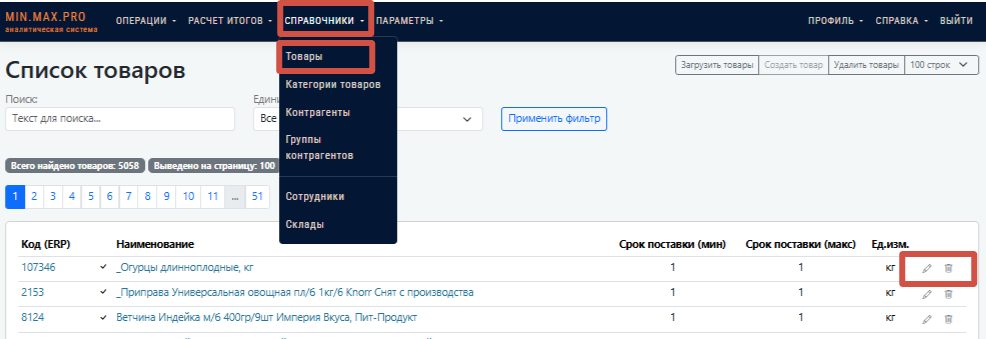 MIN.MAX.PRO
аналитическая система
ОПЕРАЦИИ РАСЧЕТ ИТОГОВ СПРАВОЧНИКИ ПАРАМЕТРЫ ПРОФИЛЬ СПРАВКА ВЫЙТИ
Товары
Категории товаров
Контрагенты
Группы
контрагентов
Сотрудники
Склады
Список товаров
Загрузить товары Создать товар Удалить товары 100 строк
Поиск:
Текст для поиска...
Все
Применить фильтр
Всего найдено товаров: 5058 Выведено на страницу: 100
1 2 3 4 5 6 7 8 9 10 11 ... 51
Код (ERP) Наименование Срок поставки (мин) Срок поставки (макс) Ед.изм.
107346 _Огурцы длинноплодные, кг 1 1 кг
2153 _Приправа Универсальная овощная пл/б 1кг/6 Knorr Снят с производства 1 1 кг
8124 Ветчина Индейка м/б 400гр/9шт Империя Вкуса, Пит-Продукт 1 1 кг